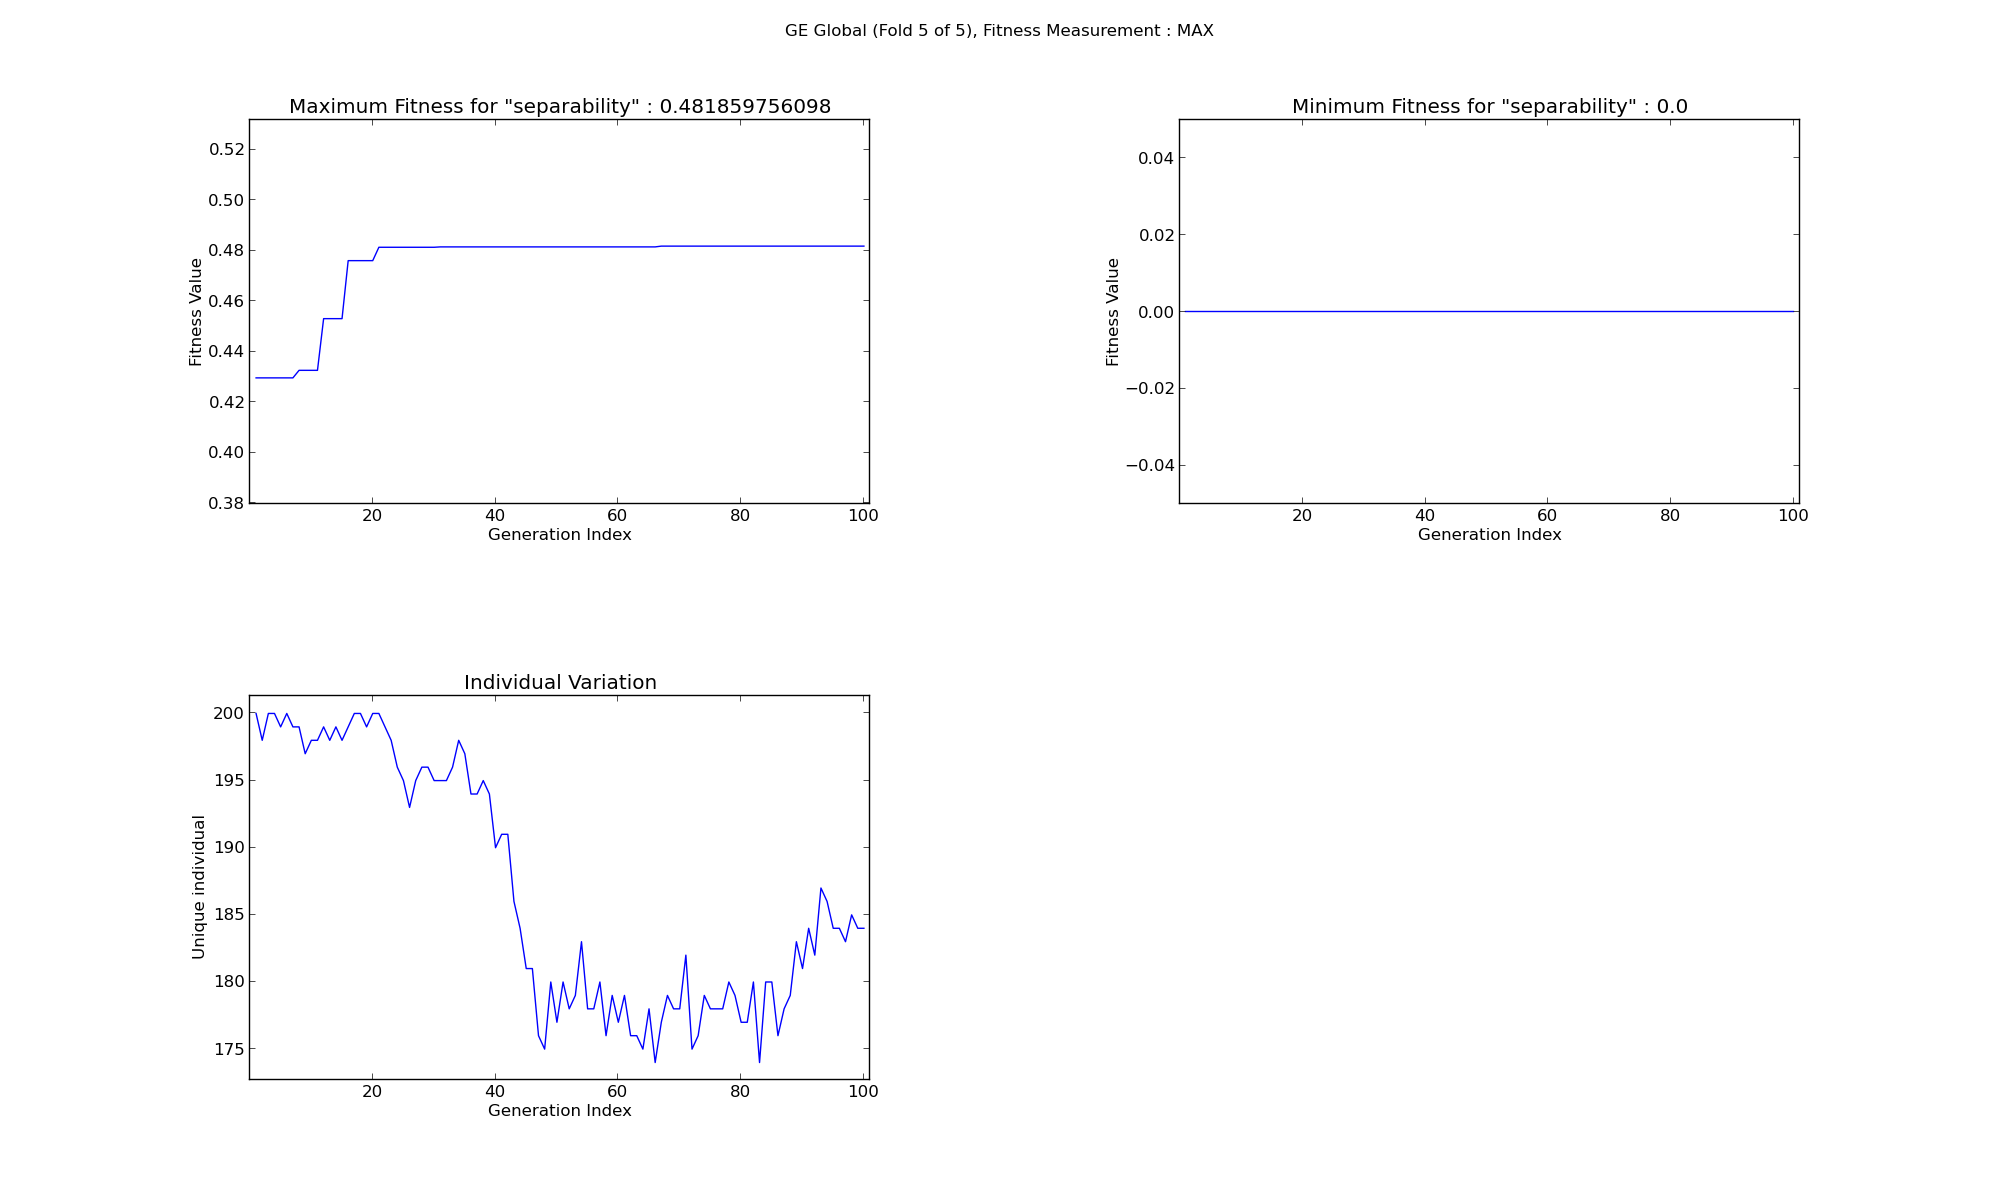 GE Global (Fold 5 of 5), Fitness Measurement : MAX
Maximum Fitness for "separability" : 0.481859756098
0.52
0.50
0.48
0.46
0.44
0.42
0.40
0.38
Fitness Value
20 40 60 80 100
Generation Index
Minimum Fitness for "separability" : 0.0
0.04
0.02
0.00
−0.02
−0.04
Fitness Value
20 40 60 80 100
Generation Index
Individual Variation
200
195
190
185
180
175
Unique individual
20 40 60 80 100
Generation Index